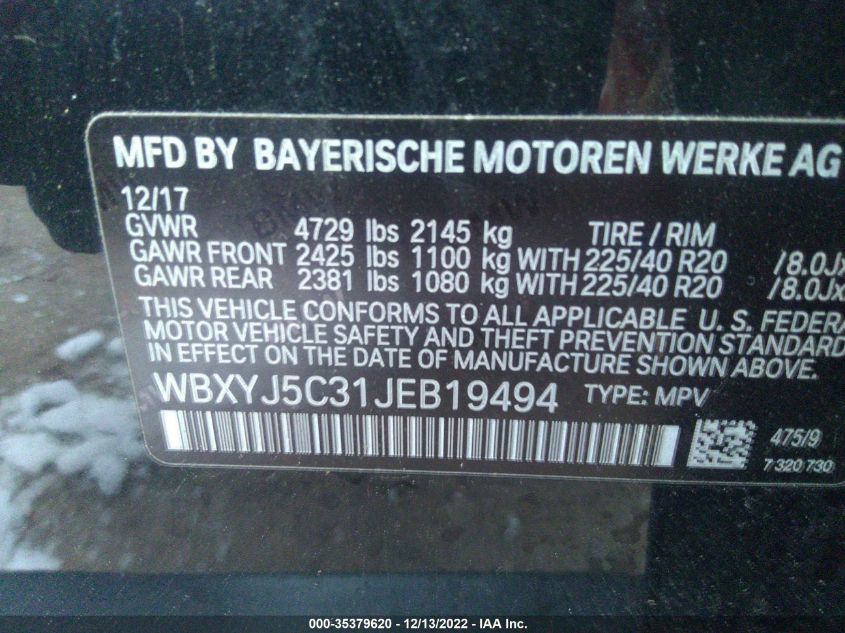 MFD BY BAYERISCHE MOTOREN WERKE AG
12/17
GVWR 4729 lbs 2145 kg TIRE / RIM
GAWR FRONT 2425 lbs 1100 kg WITH 225/40 R20 /8.0Jx
GAWR REAR 2381 lbs 1080 kg WITH 225/40 R20 /8.0Jx
THIS VEHICLE CONFORMS TO ALL APPLICABLE U. S. FEDERA
MOTOR VEHICLE SAFETY AND THEFT PREVENTION STANDARD
IN EFFECT ON THE DATE OF MANUFACTURE SHOWN ABOVE.
WBXYJ5C31JEB19494 TYPE: MPV
475/9
7 320 730
000-35379620 - 12/13/2022 - IAA Inc.